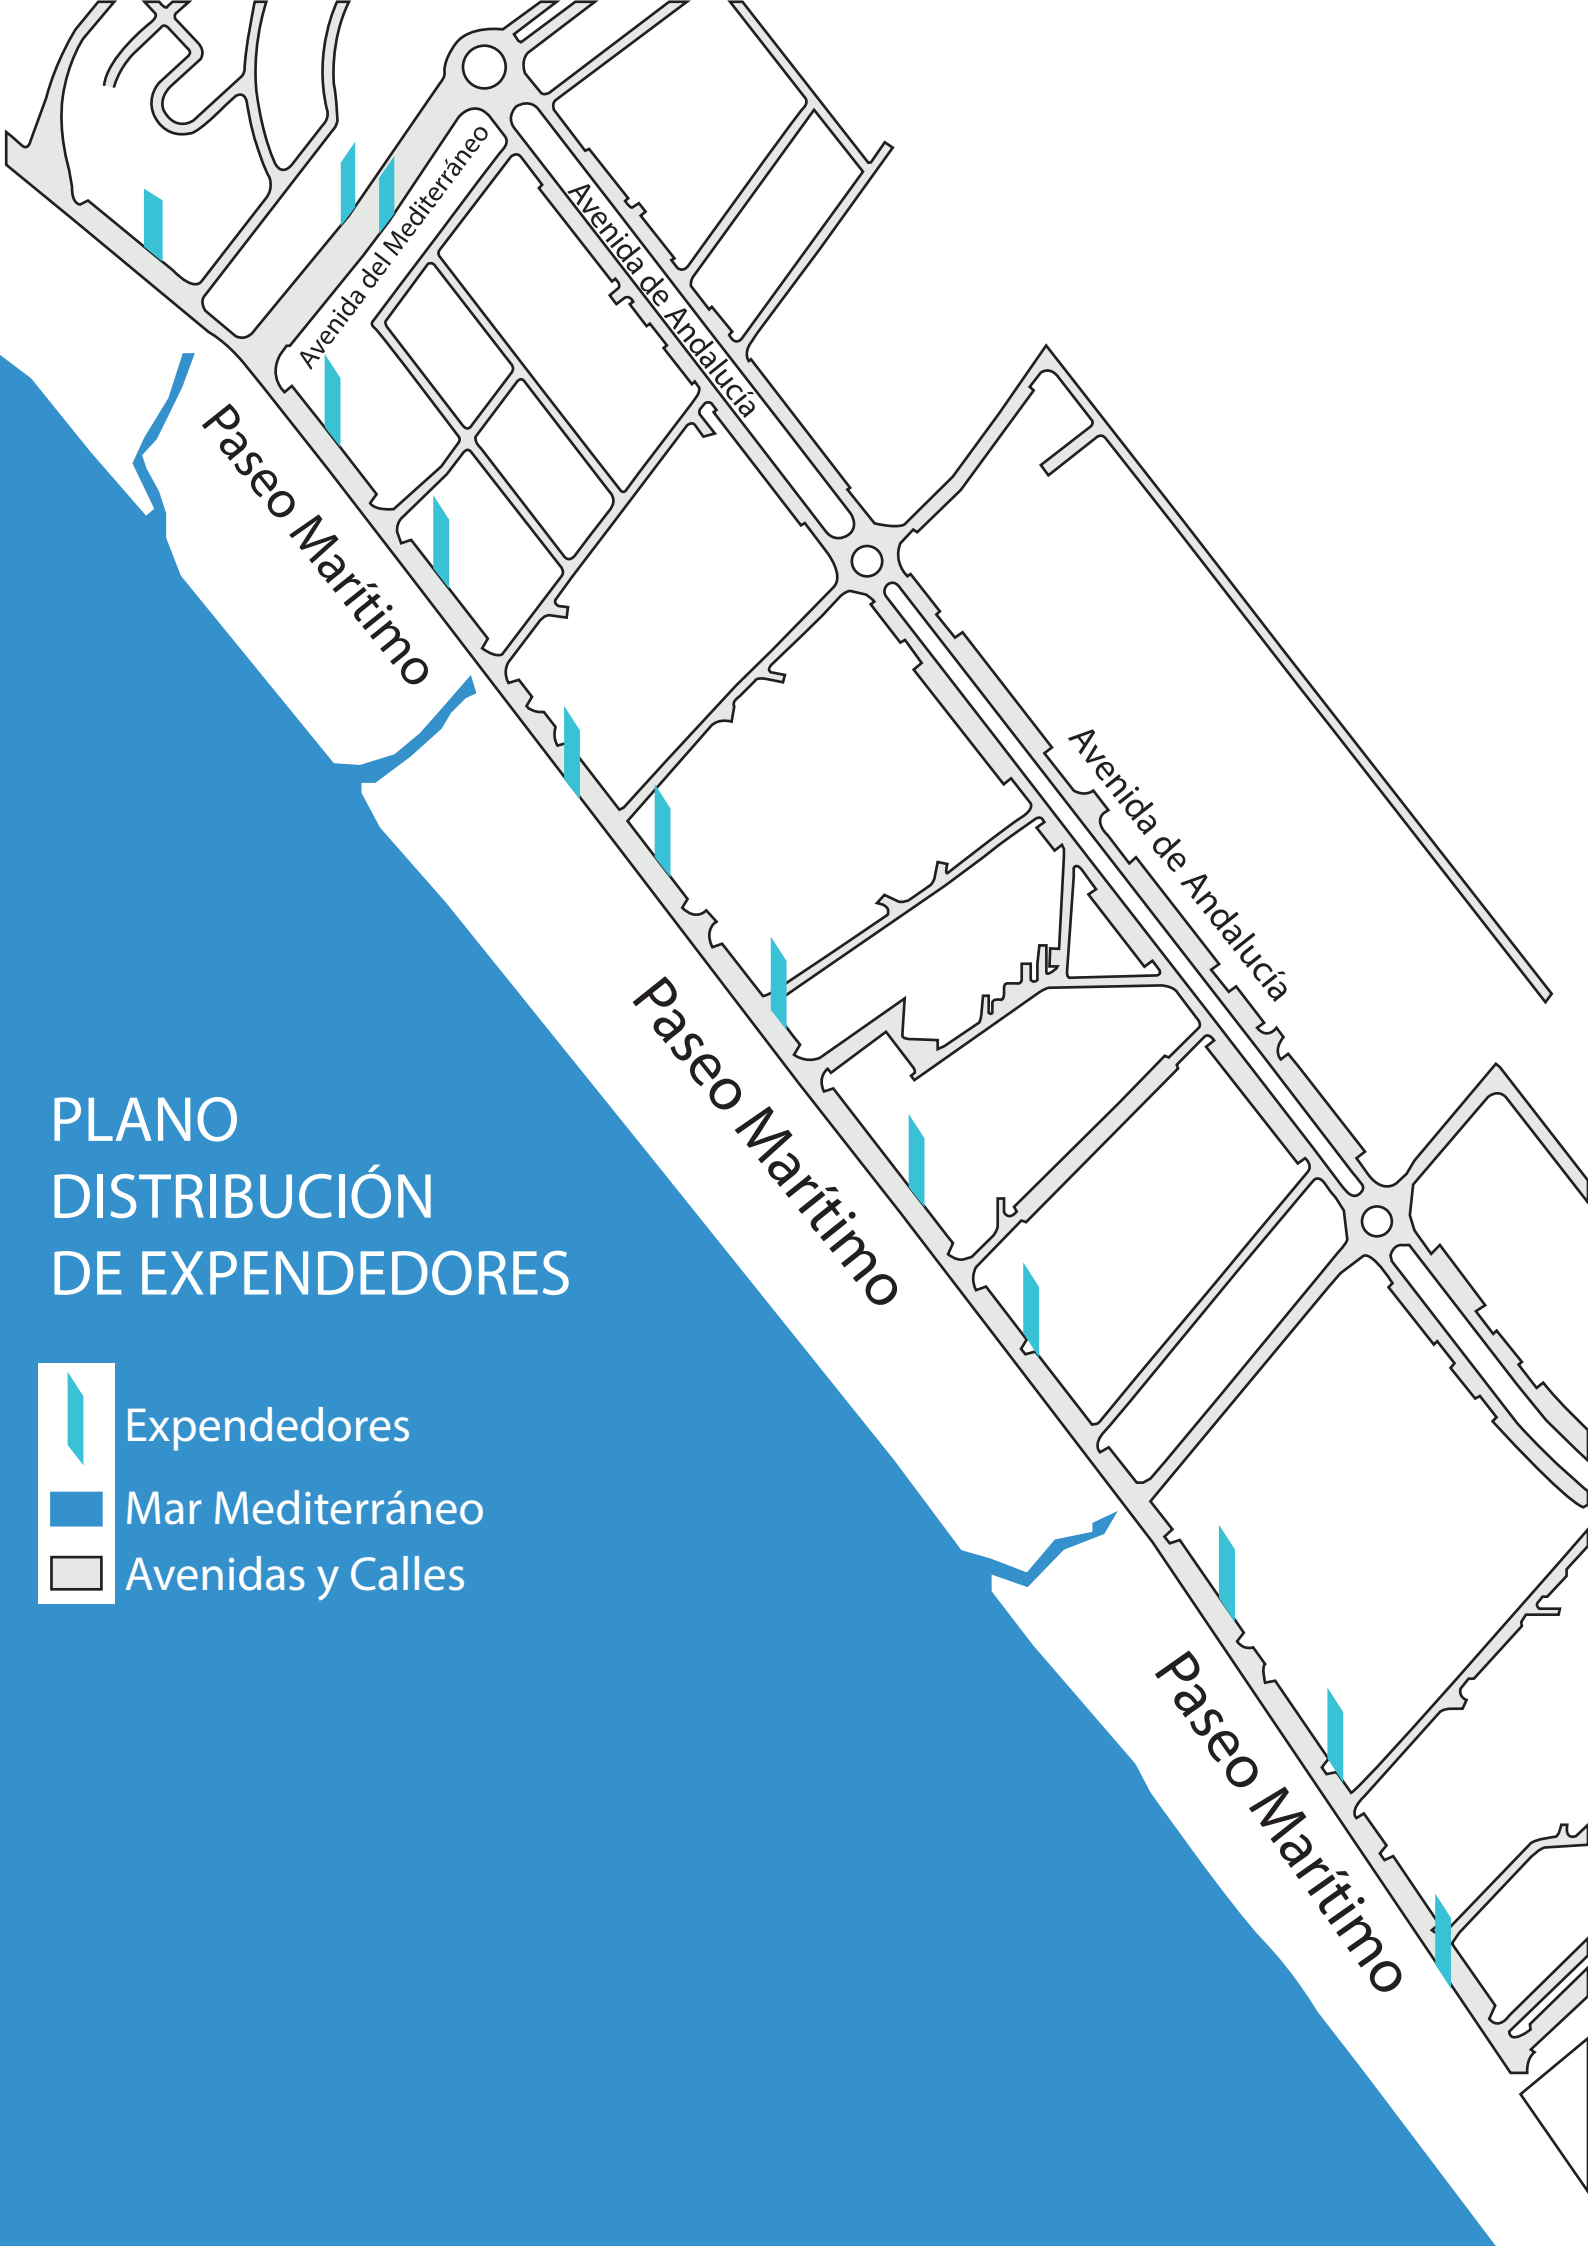 Avenida del Mediterráneo
Avenida de Andalucía
Paseo Marítimo
Avenida de Andalucía
Paseo Marítimo
PLANO
DISTRIBUCIÓN
DE EXPENDEDORES
Expendedores
Mar Mediterráneo
Avenidas y Calles
Paseo Marítimo